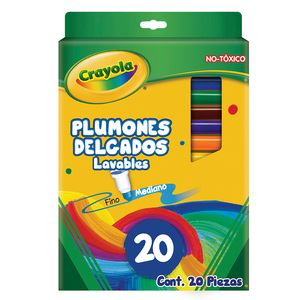 NO-TÓXICO
Crayola
PLUMONES
DELGADOS
Lavables
Fino
Mediano
20
Cont. 20 Piezas